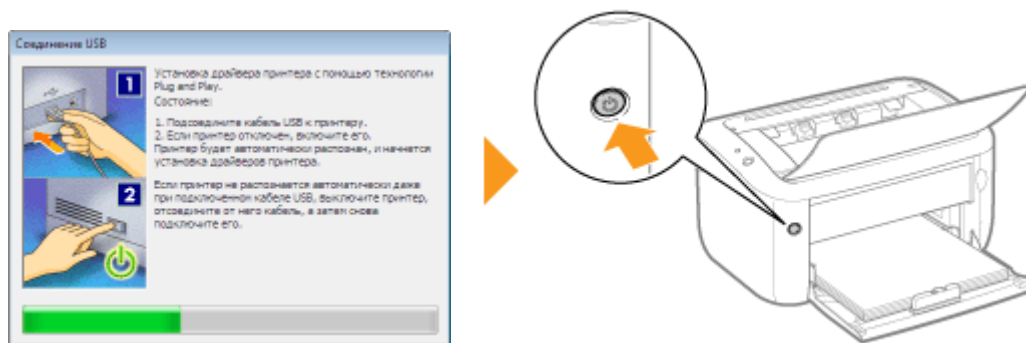 Соединение USB
1
Установка драйвера принтера с помощью технологии
Plug and Play.
Состояние:
1. Подсоедините кабель USB к принтеру.
2. Если принтер отключен, включите его.
Принтер будет автоматически распознан, и начнется
установка драйверов принтера.
2
Если принтер не распознается автоматически даже
при подключенном кабеле USB, выключите принтер,
отсоедините от него кабель, а затем снова
подключите его.